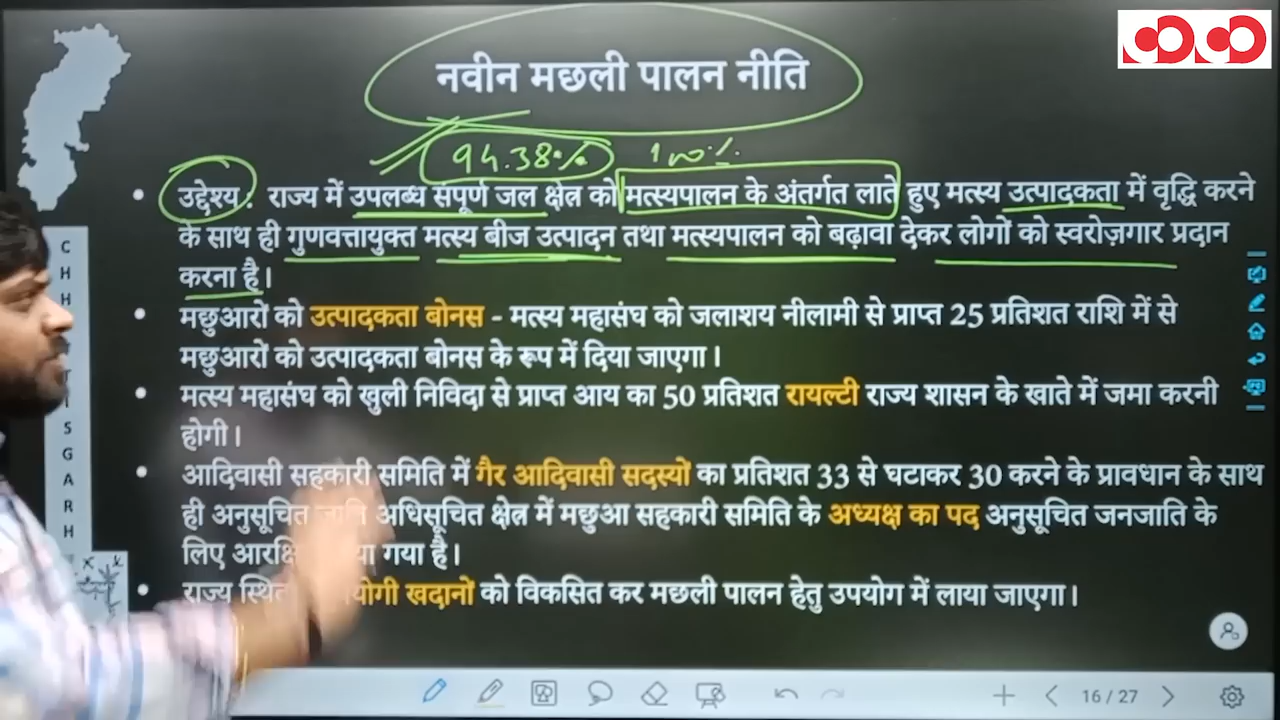 नवीन मछली पालन नीति
94.38% 100%
• उद्देश्य : राज्य में उपलब्ध संपूर्ण जल क्षेत्र को मत्स्यपालन के अंतर्गत लाते हुए मत्स्य उत्पादकता में वृद्धि करने
के साथ ही गुणवत्तायुक्त मत्स्य बीज उत्पादन तथा मत्स्यपालन को बढ़ावा देकर लोगों को स्वरोज़गार प्रदान
करना है।
• मछुआरों को उत्पादकता बोनस - मत्स्य महासंघ को जलाशय नीलामी से प्राप्त 25 प्रतिशत राशि में से
मछुआरों को उत्पादकता बोनस के रूप में दिया जाएगा।
• मत्स्य महासंघ को खुली निविदा से प्राप्त आय का 50 प्रतिशत रायल्टी राज्य शासन के खाते में जमा करनी
होगी।
• आदिवासी सहकारी समिति में गैर आदिवासी सदस्यों का प्रतिशत 33 से घटाकर 30 करने के प्रावधान के साथ
ही अनुसूचित अधिसूचित क्षेत्र में मछुआ सहकारी समिति के अध्यक्ष का पद अनुसूचित जनजाति के
लिए गया है।
• राज्य खदानों को विकसित कर मछली पालन हेतु उपयोग में लाया जाएगा।
C
H
H
T
I
S
G
A
R
H
16 / 27